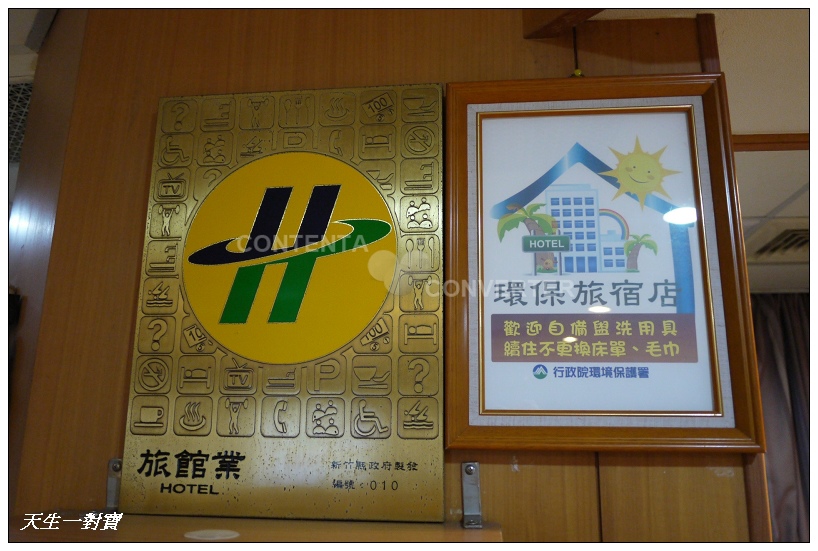 旅館業
HOTEL
新竹縣政府製發
編號：010
HOTEL
環保旅宿店
歡迎自備盥洗用具
續住不更換床單、毛巾
行政院環境保護署
CONTENTA
CONVERTER
天生一對寶